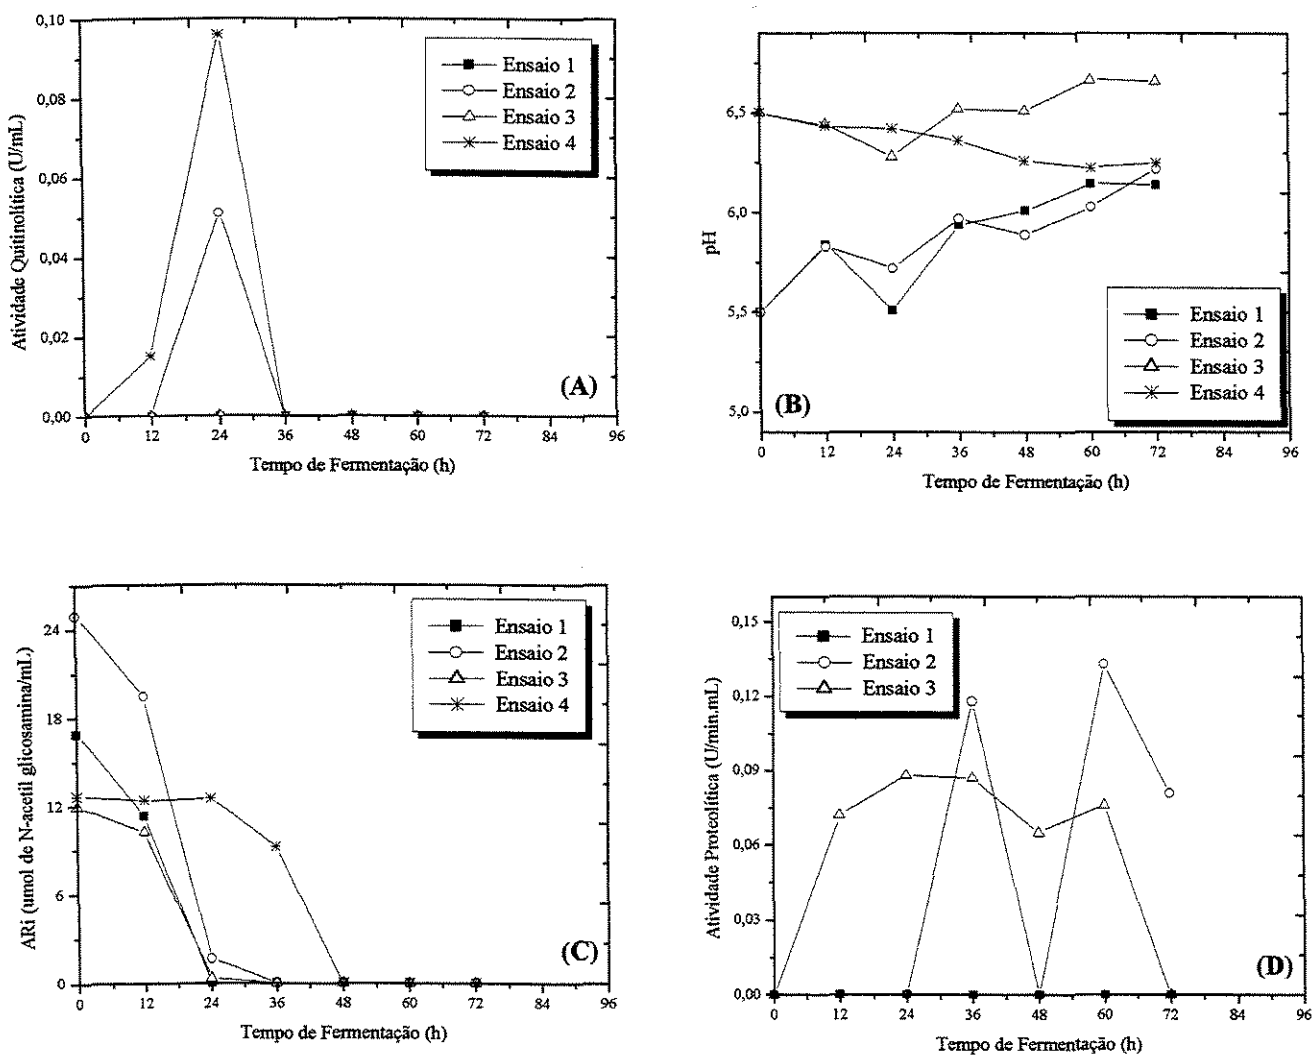 0,10
0,08
0,06
0,04
0,02
0,00
Atividade Quitinolítica (U/mL)
Ensaio 1
Ensaio 2
Ensaio 3
Ensaio 4
(A)
0 12 24 36 48 60 72 84 96
Tempo de Fermentação (h)
6,5
6,0
5,5
5,0
pH
Ensaio 1
Ensaio 2
Ensaio 3
Ensaio 4
(B)
0 12 24 36 48 60 72 84 96
Tempo de Fermentação (h)
24
18
12
6
0
ARi (umol de N-acetil glicosamina/mL)
Ensaio 1
Ensaio 2
Ensaio 3
Ensaio 4
(C)
0 12 24 36 48 60 72 84 96
Tempo de Fermentação (h)
0,15
0,12
0,09
0,06
0,03
0,00
Atividade Proteolítica (U/min.mL)
Ensaio 1
Ensaio 2
Ensaio 3
(D)
0 12 24 36 48 60 72 84 96
Tempo de Fermentação (h)